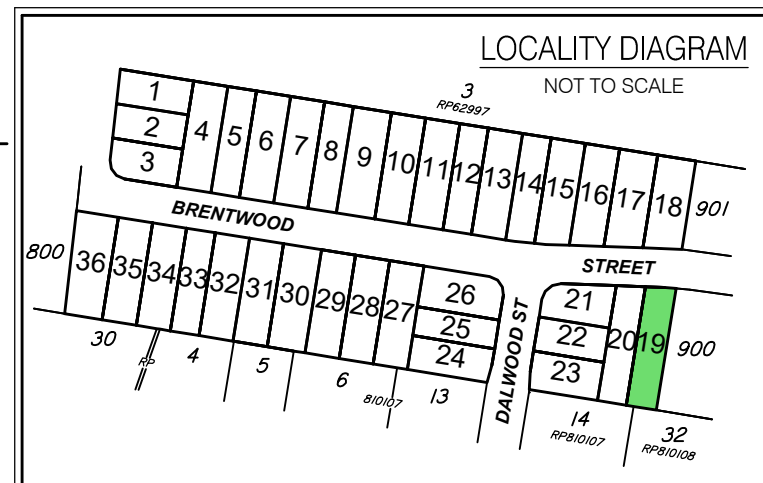 LOCALITY DIAGRAM
NOT TO SCALE
3
RP62997
1
2
3
4 5 6 7 8 9 10 11 12 13 14 15 16 17 18 901
BRENTWOOD STREET
800 36 35 34 33 32 31 30 29 28 27
26
25
24
DALWOOD ST
21
22
23
20 19 900
30 RP 4 5 6 810107 13
14
RP810107
32
RP810108